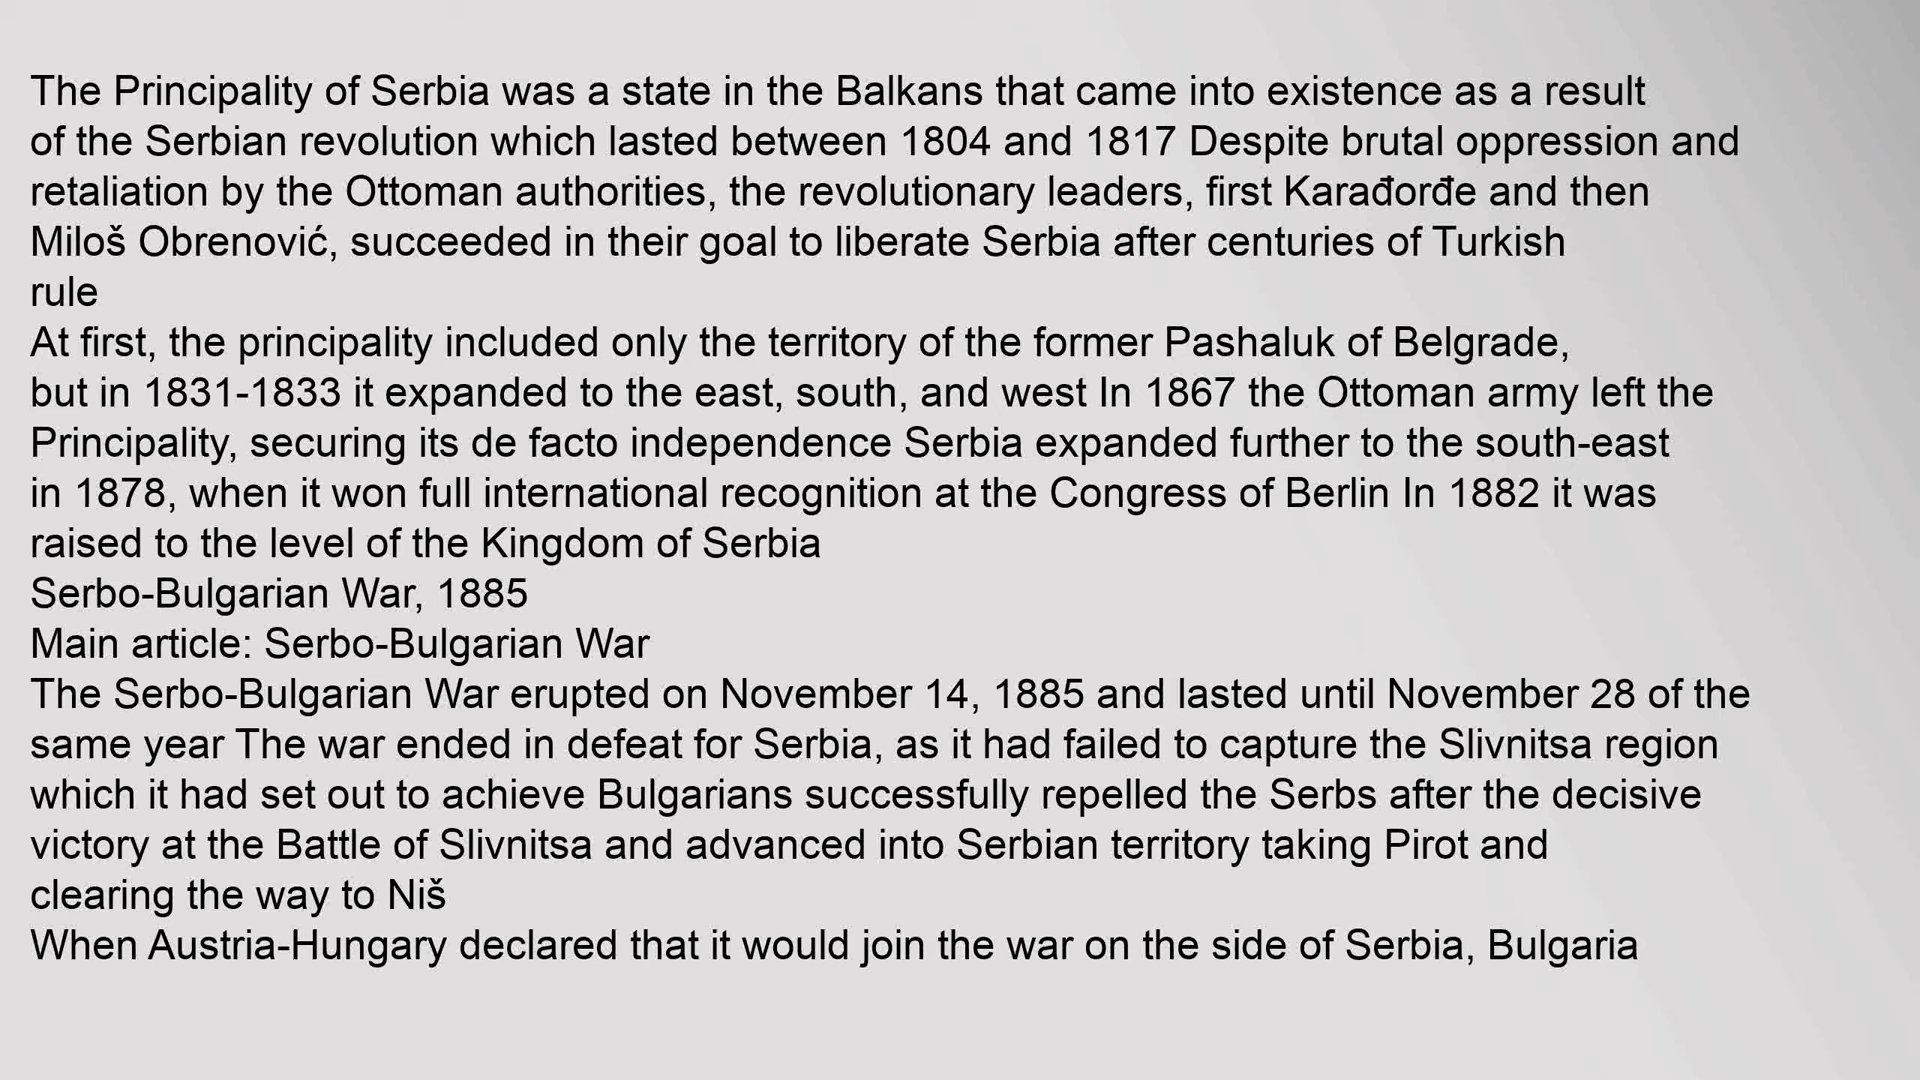 The Principality of Serbia was a state in the Balkans that came into existence as a result
of the Serbian revolution which lasted between 1804 and 1817 Despite brutal oppression and
retaliation by the Ottoman authorities, the revolutionary leaders, first Karađorđe and then
Miloš Obrenović, succeeded in their goal to liberate Serbia after centuries of Turkish
rule
At first, the principality included only the territory of the former Pashaluk of Belgrade,
but in 1831-1833 it expanded to the east, south, and west In 1867 the Ottoman army left the
Principality, securing its de facto independence Serbia expanded further to the south-east
in 1878, when it won full international recognition at the Congress of Berlin In 1882 it was
raised to the level of the Kingdom of Serbia
Serbo-Bulgarian War, 1885
Main article: Serbo-Bulgarian War
The Serbo-Bulgarian War erupted on November 14, 1885 and lasted until November 28 of the
same year The war ended in defeat for Serbia, as it had failed to capture the Slivnitsa region
which it had set out to achieve Bulgarians successfully repelled the Serbs after the decisive
victory at the Battle of Slivnitsa and advanced into Serbian territory taking Pirot and
clearing the way to Niš
When Austria-Hungary declared that it would join the war on the side of Serbia, Bulgaria